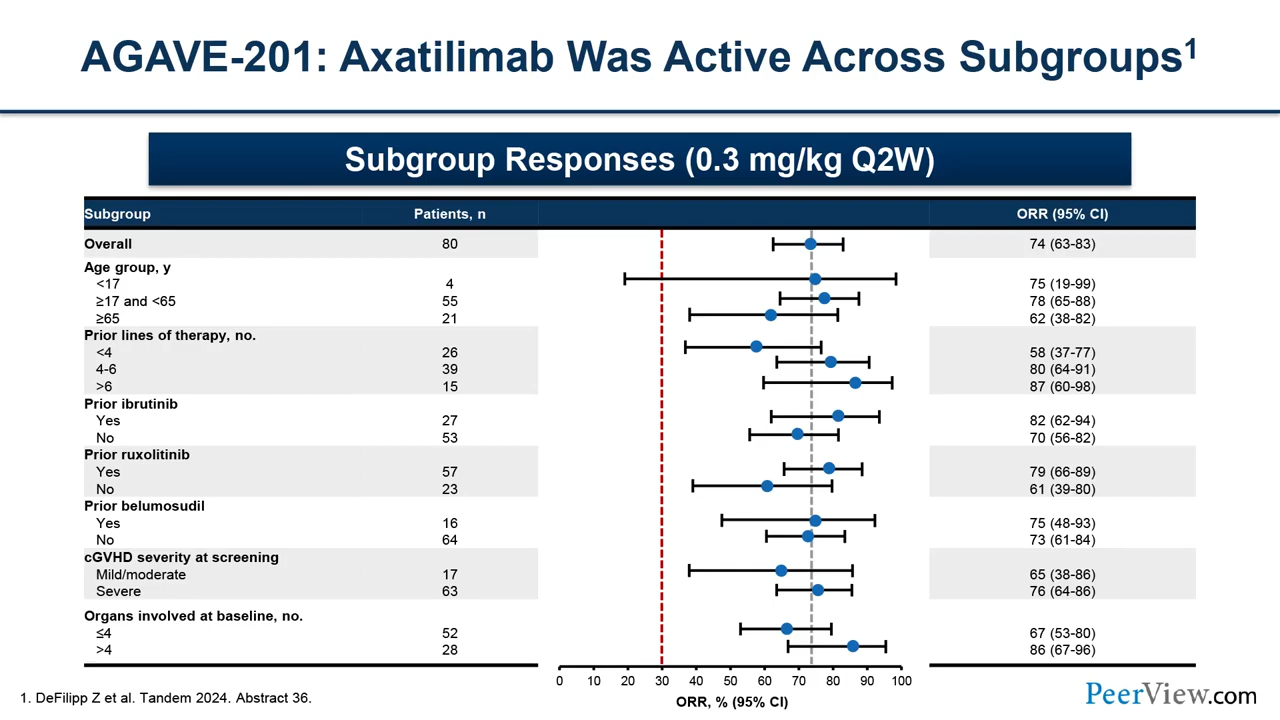 AGAVE-201: Axatilimab Was Active Across Subgroups1
Subgroup Responses (0.3 mg/kg Q2W)
Subgroup Patients, n ORR (95% CI)
Overall 80 74 (63-83)
Age group, y
<17 4 75 (19-99)
≥17 and <65 55 78 (65-88)
≥65 21 62 (38-82)
Prior lines of therapy, no.
<4 26 58 (37-77)
4-6 39 80 (64-91)
>6 15 87 (60-98)
Prior ibrutinib
Yes 27 82 (62-94)
No 53 70 (56-82)
Prior ruxolitinib
Yes 57 79 (66-89)
No 23 61 (39-80)
Prior belumosudil
Yes 16 75 (48-93)
No 64 73 (61-84)
cGVHD severity at screening
Mild/moderate 17 65 (38-86)
Severe 63 76 (64-86)
Organs involved at baseline, no.
≤4 52 67 (53-80)
>4 28 86 (67-96)
0 10 20 30 40 50 60 70 80 90 100
ORR, % (95% CI)
1. DeFilipp Z et al. Tandem 2024. Abstract 36.
PeerView.com